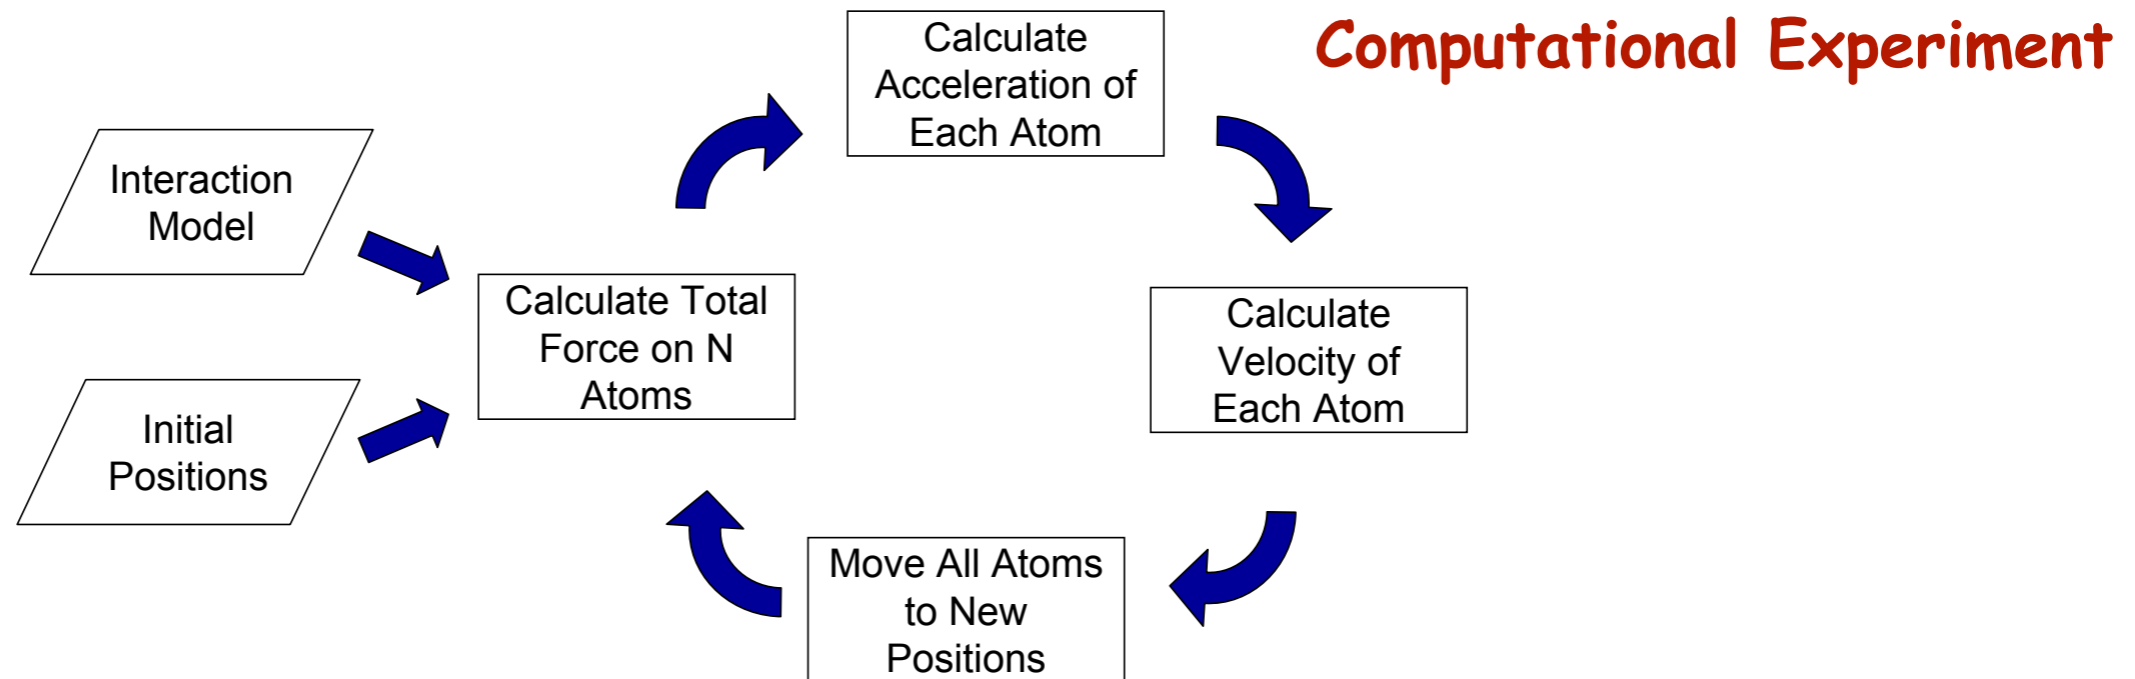 Computational Experiment
Calculate
Acceleration of
Each Atom
Interaction
Model
Calculate Total
Force on N
Atoms
Calculate
Velocity of
Each Atom
Initial
Positions
Move All Atoms
to New
Positions